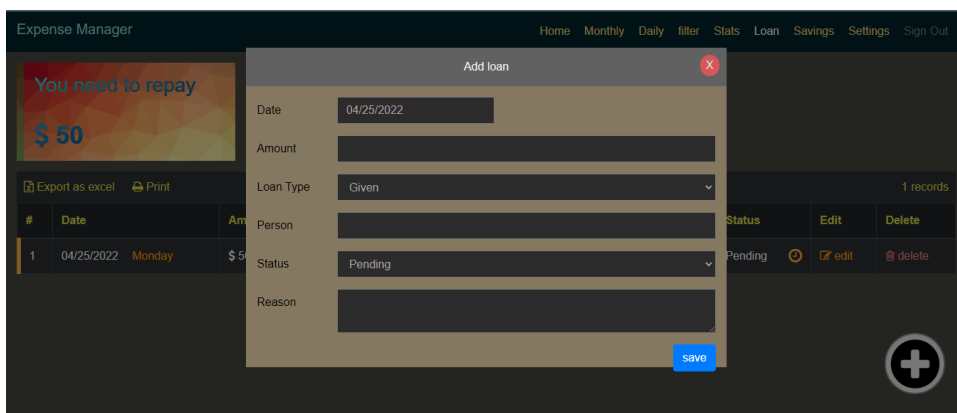 Expense Manager
Home Monthly Daily filter Stats Loan Savings Settings Sign Out
Add loan X
You need to repay
$ 50
Date 04/25/2022
Amount
Loan Type Given
Person
Status Pending
Reason
save
Export as excel Print 1 records
# Date Am Status Edit Delete
1 04/25/2022 Monday $ 5 Pending edit delete